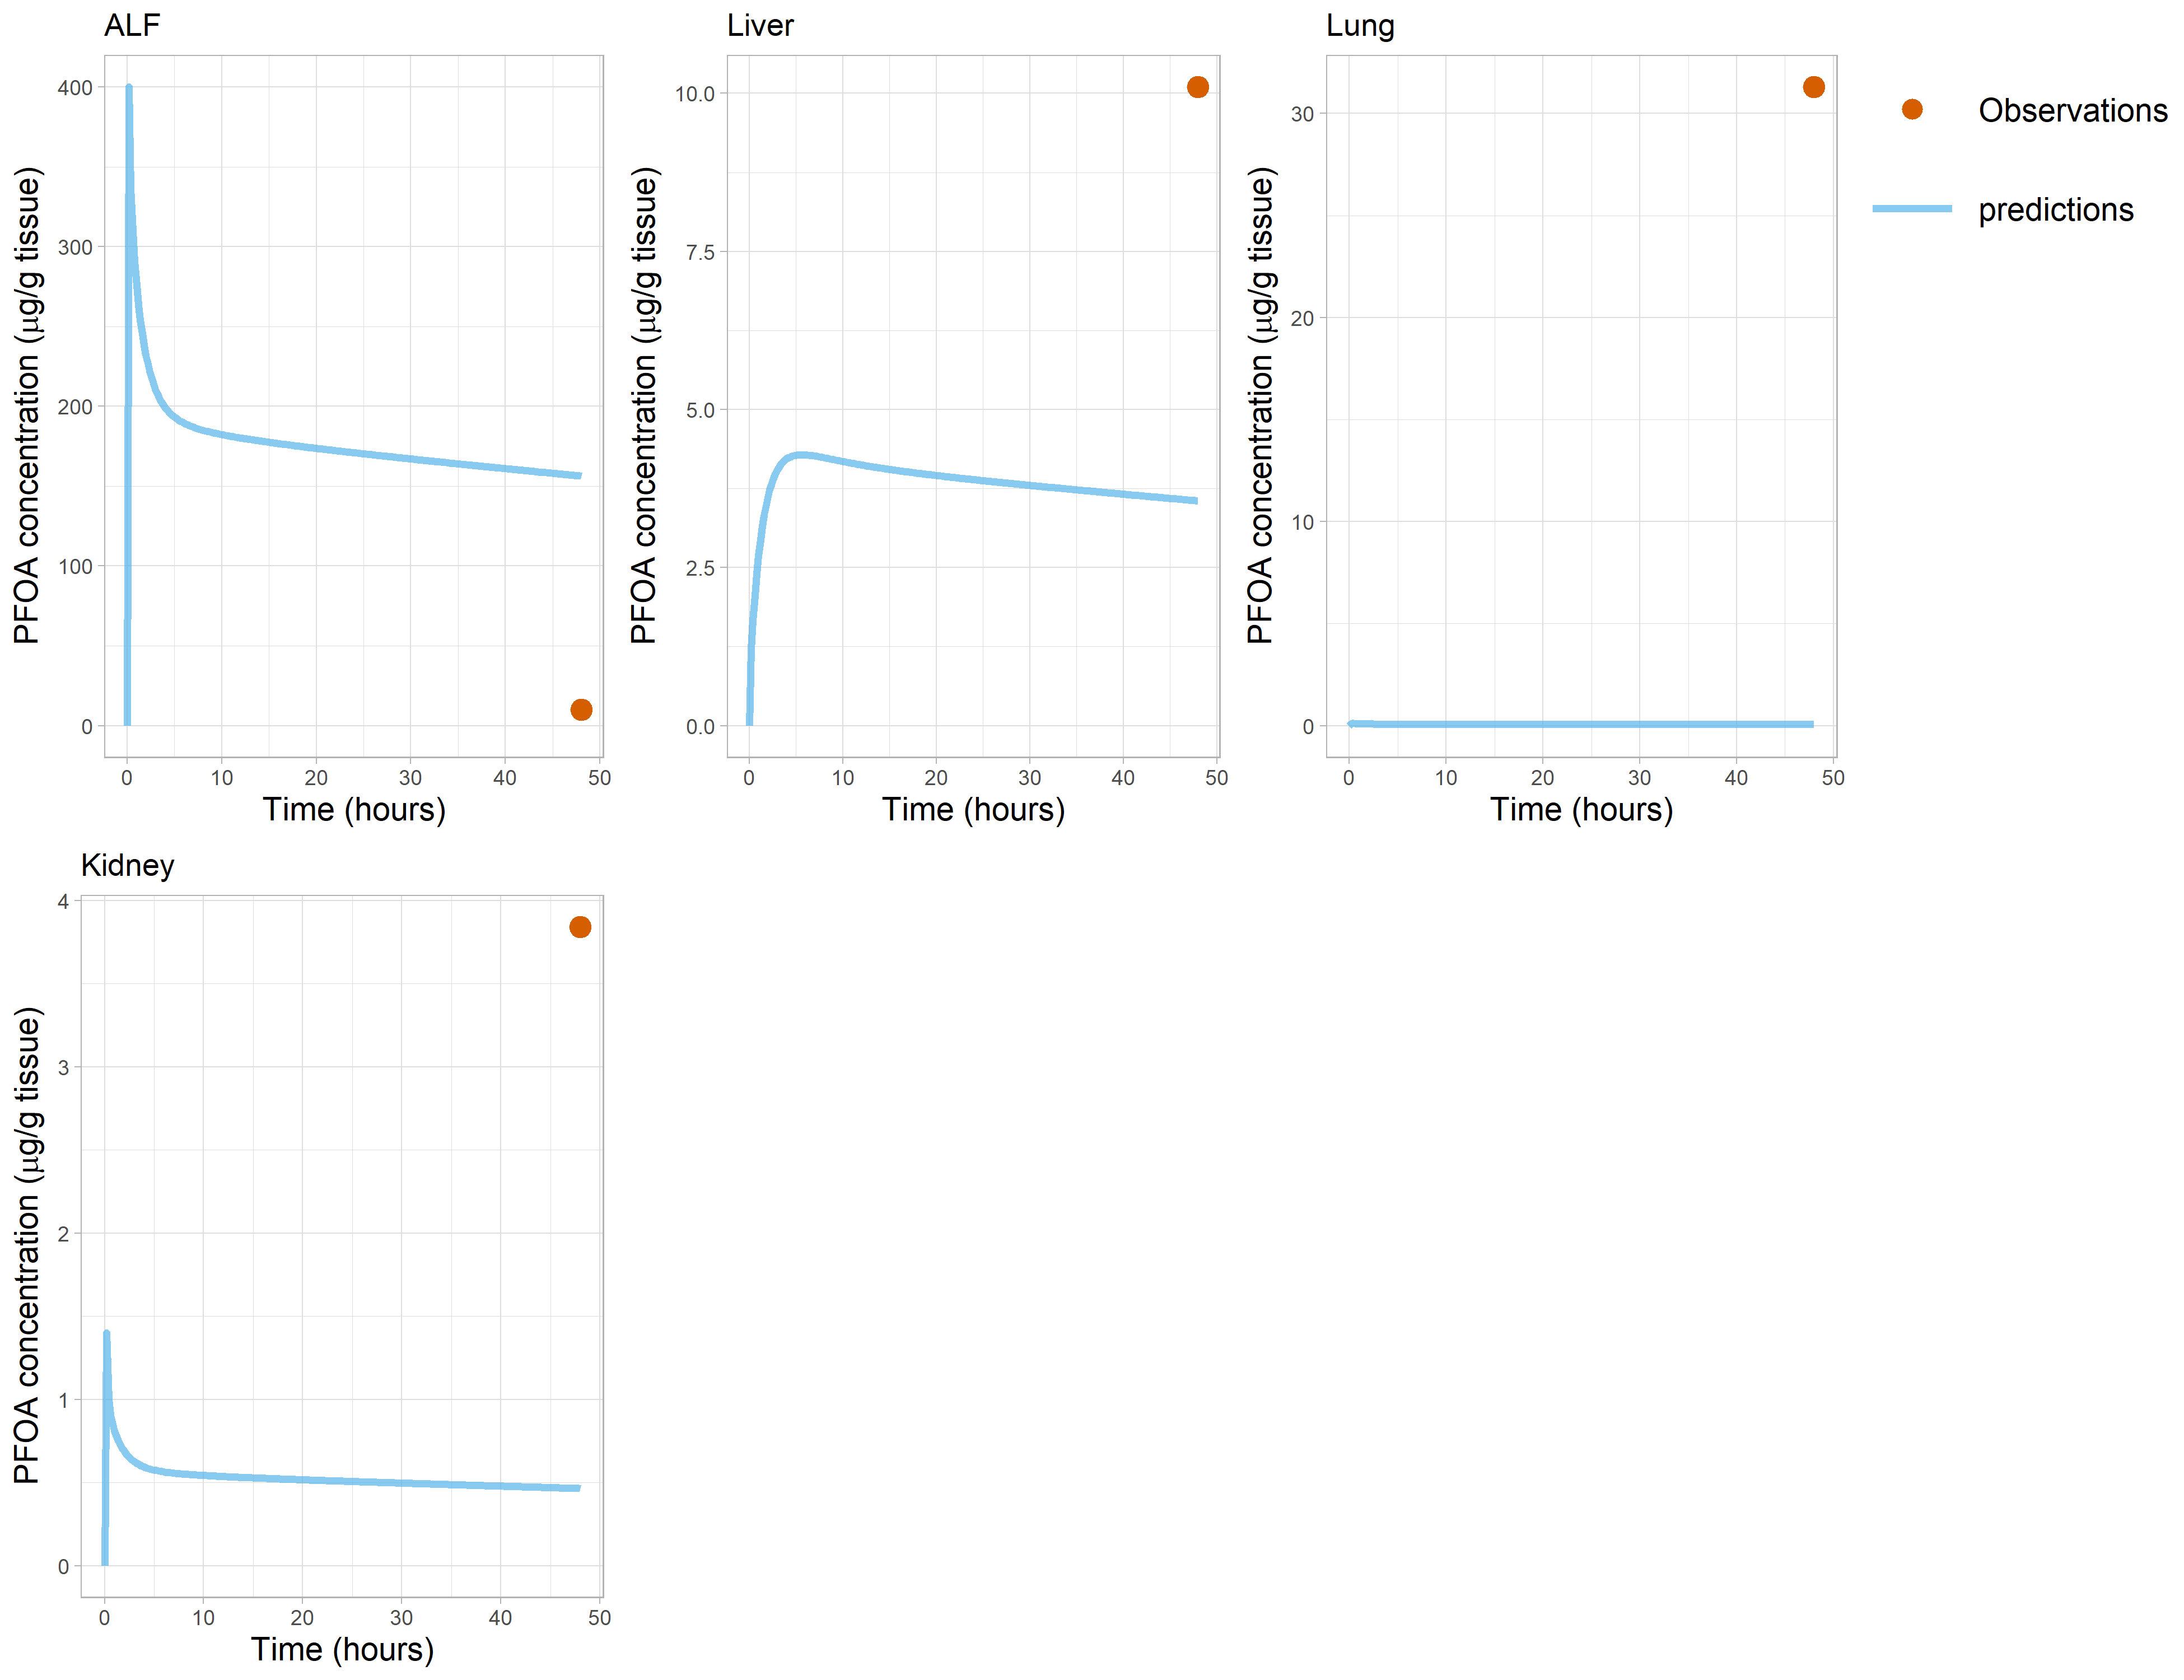 ALF
PFOA concentration (μg/g tissue)
400
300
200
100
0
0 10 20 30 40 50
Time (hours)
Liver
PFOA concentration (μg/g tissue)
10.0
7.5
5.0
2.5
0.0
0 10 20 30 40 50
Time (hours)
Lung
PFOA concentration (μg/g tissue)
30
20
10
0
0 10 20 30 40 50
Time (hours)
Observations
predictions
Kidney
PFOA concentration (μg/g tissue)
4
3
2
1
0
0 10 20 30 40 50
Time (hours)